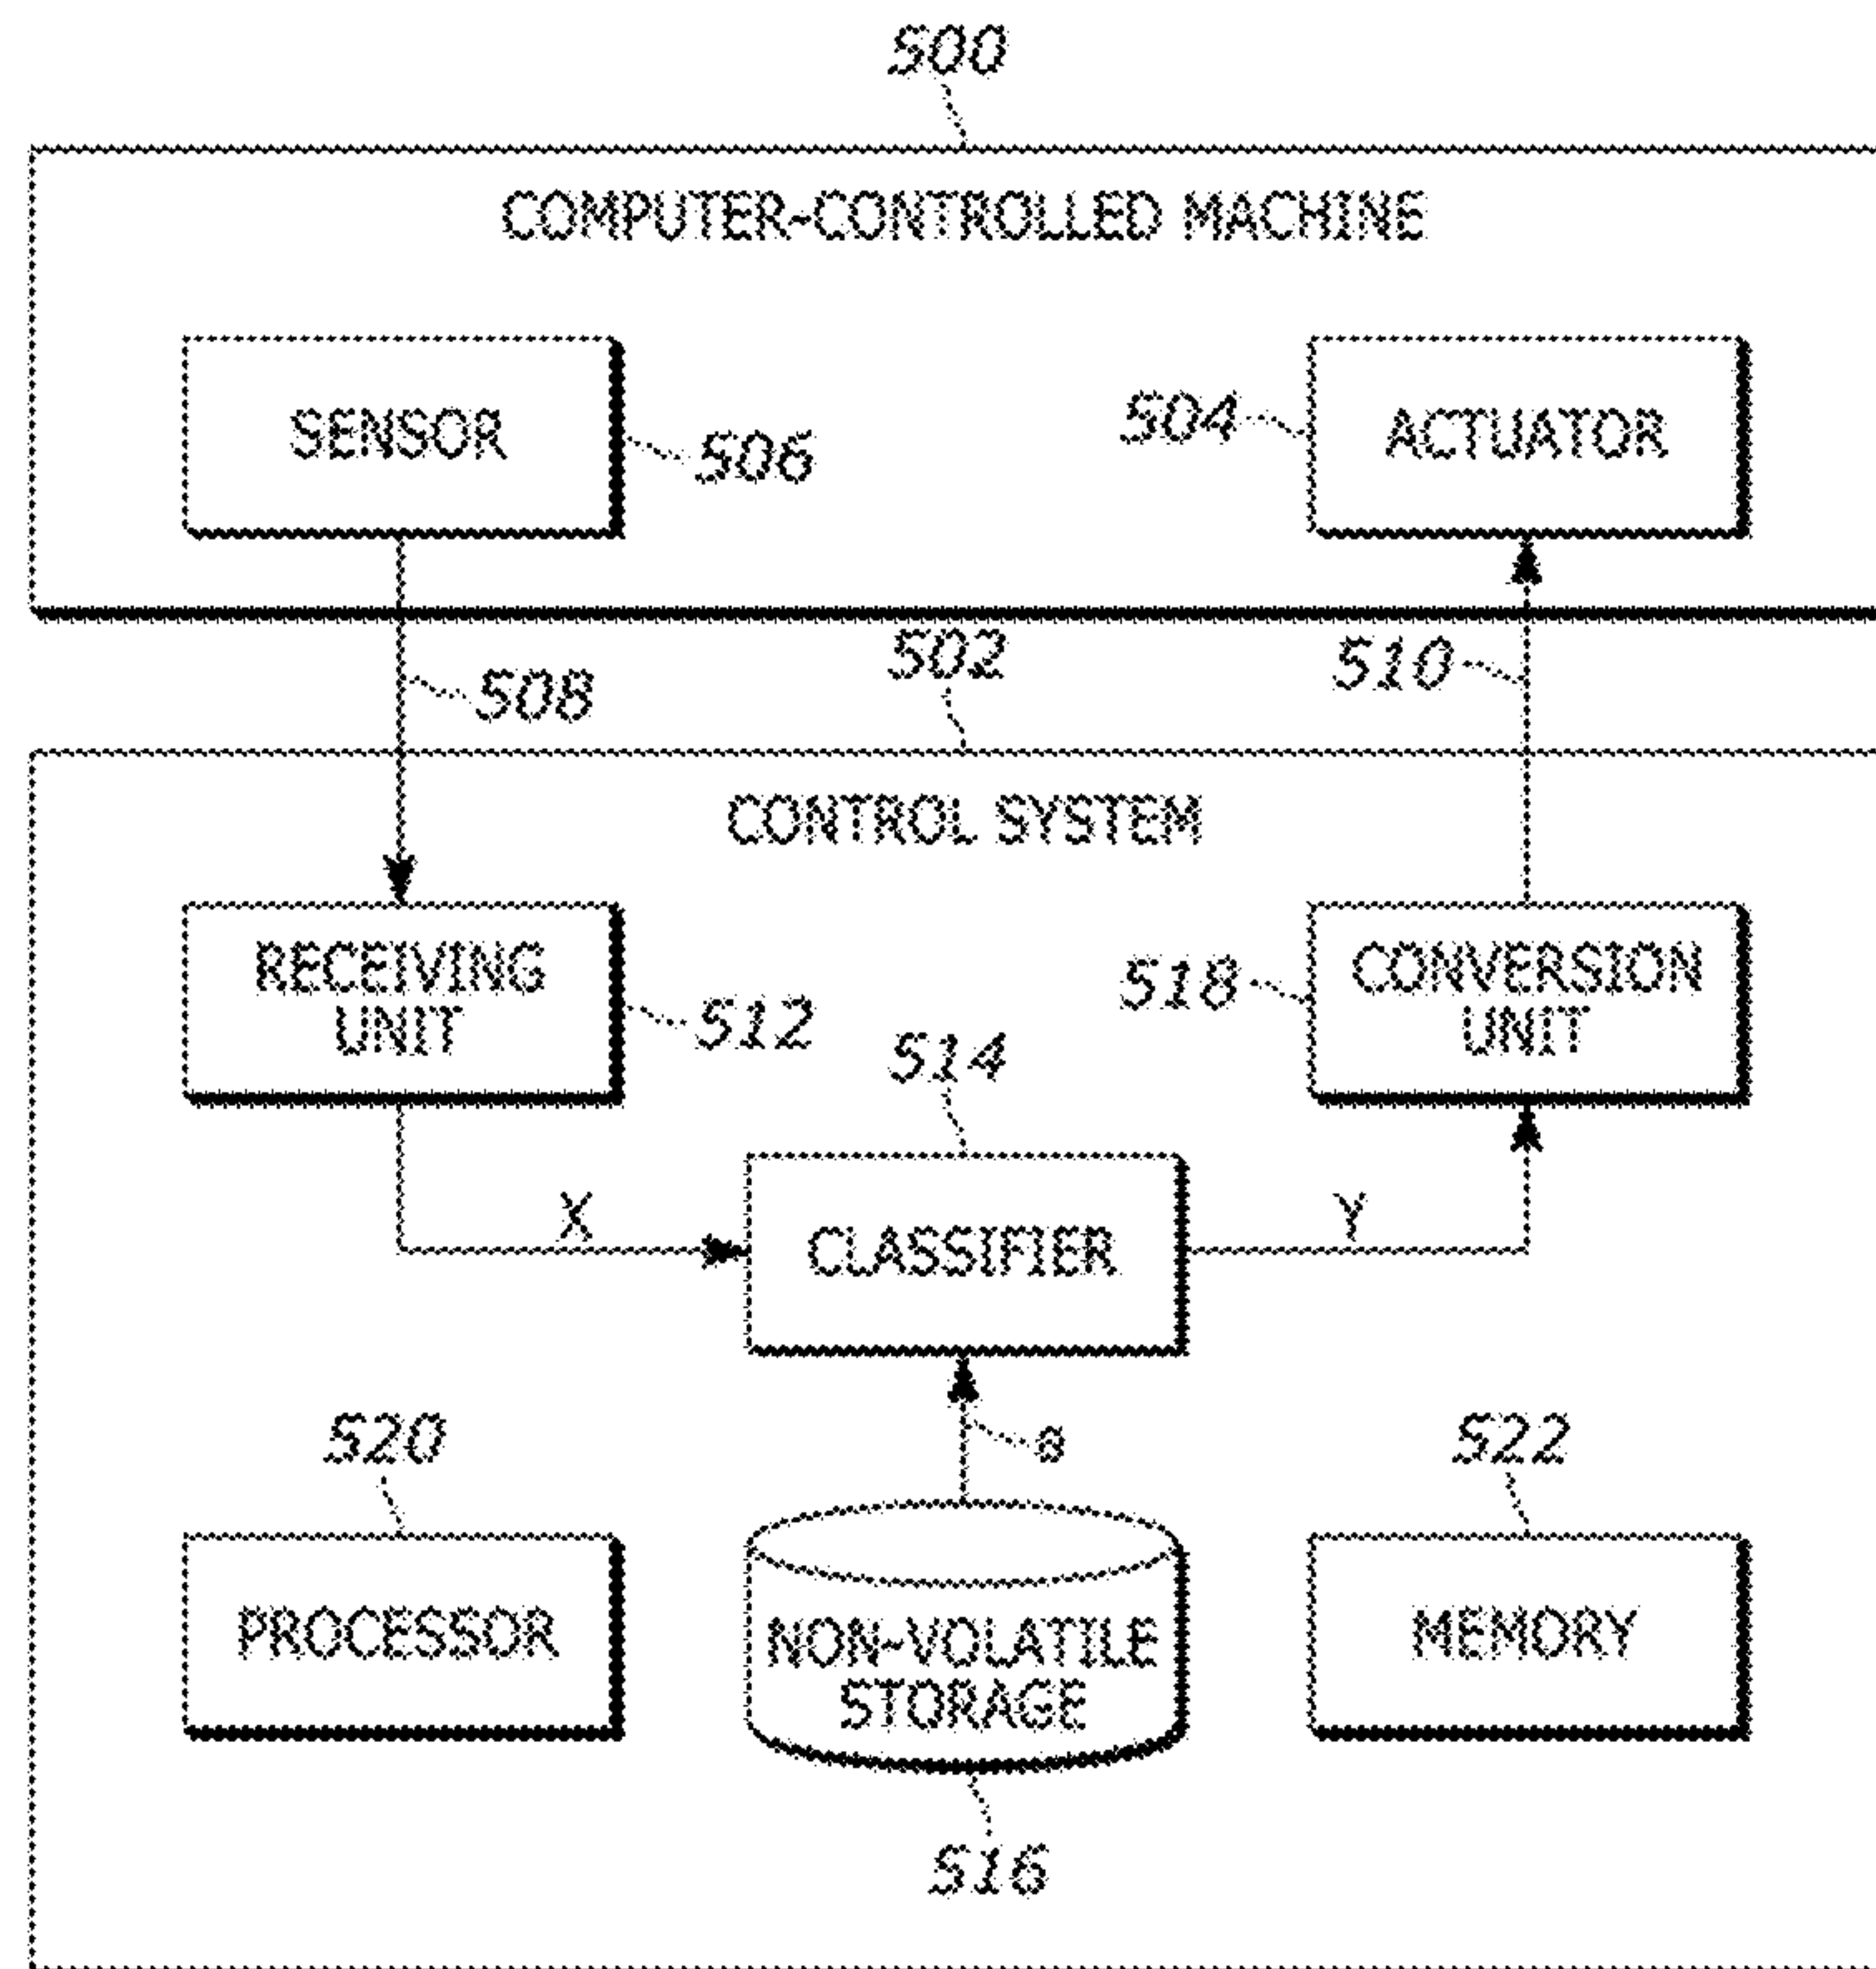 500
COMPUTER-CONTROLLED MACHINE
SENSOR
506
504
ACTUATOR
508
502
510
CONTROL SYSTEM
RECEIVING
UNIT
512
518
CONVERSION
UNIT
514
X
CLASSIFIER
Y
520
522
PROCESSOR
NON-VOLATILE
STORAGE
MEMORY
516